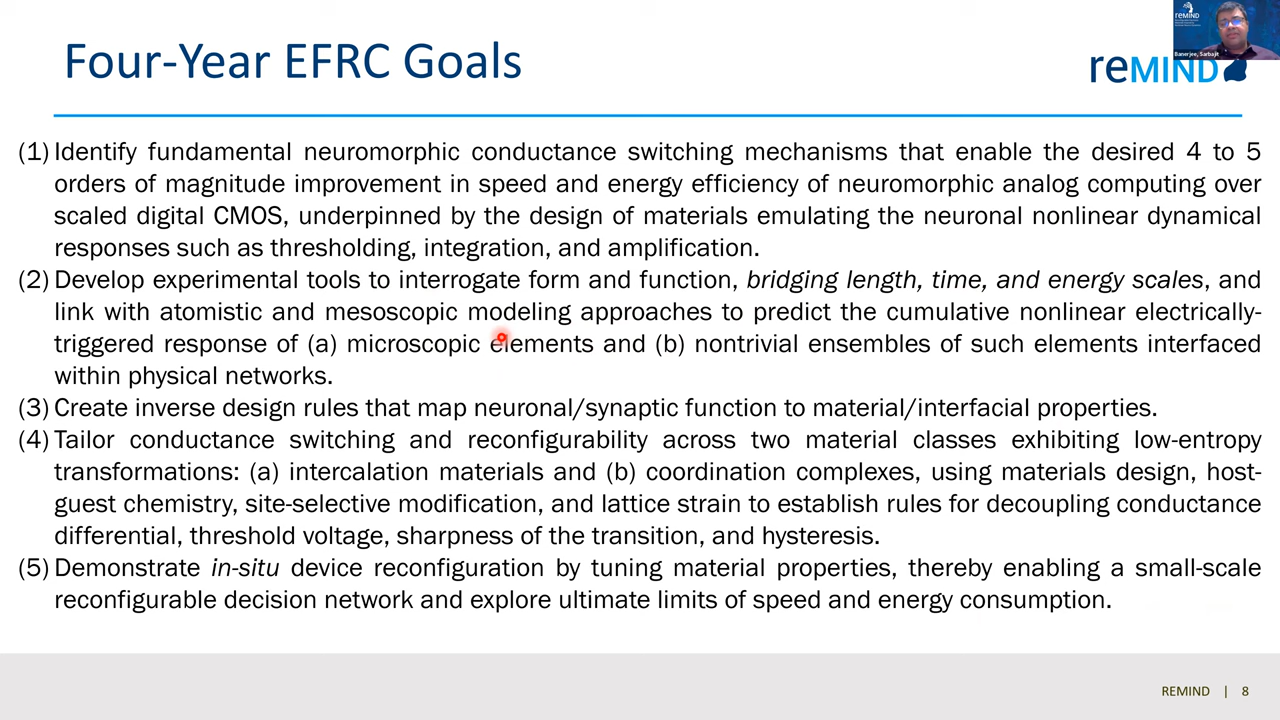 Four-Year EFRC Goals
reMIND
reMIND
Banerjee, Sarbajit
(1) Identify fundamental neuromorphic conductance switching mechanisms that enable the desired 4 to 5
orders of magnitude improvement in speed and energy efficiency of neuromorphic analog computing over
scaled digital CMOS, underpinned by the design of materials emulating the neuronal nonlinear dynamical
responses such as thresholding, integration, and amplification.
(2) Develop experimental tools to interrogate form and function, bridging length, time, and energy scales, and
link with atomistic and mesoscopic modeling approaches to predict the cumulative nonlinear electrically-
triggered response of (a) microscopic elements and (b) nontrivial ensembles of such elements interfaced
within physical networks.
(3) Create inverse design rules that map neuronal/synaptic function to material/interfacial properties.
(4) Tailor conductance switching and reconfigurability across two material classes exhibiting low-entropy
transformations: (a) intercalation materials and (b) coordination complexes, using materials design, host-
guest chemistry, site-selective modification, and lattice strain to establish rules for decoupling conductance
differential, threshold voltage, sharpness of the transition, and hysteresis.
(5) Demonstrate in-situ device reconfiguration by tuning material properties, thereby enabling a small-scale
reconfigurable decision network and explore ultimate limits of speed and energy consumption.
REMIND | 8